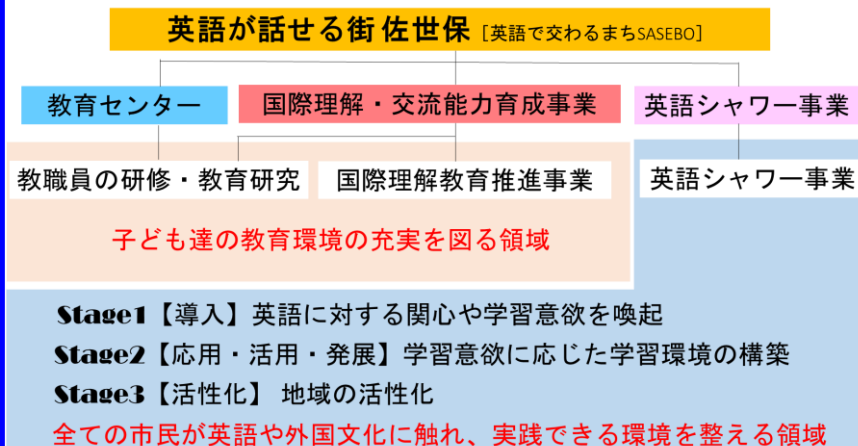 英語が話せる街 佐世保 [英語で交わるまちSASEBO]
教育センター
国際理解・交流能力育成事業
英語シャワー事業
教職員の研修・教育研究
国際理解教育推進事業
英語シャワー事業
子ども達の教育環境の充実を図る領域
Stage1【導入】英語に対する関心や学習意欲を喚起
Stage2【応用・活用・発展】学習意欲に応じた学習環境の構築
Stage3【活性化】 地域の活性化
全ての市民が英語や外国文化に触れ、実践できる環境を整える領域